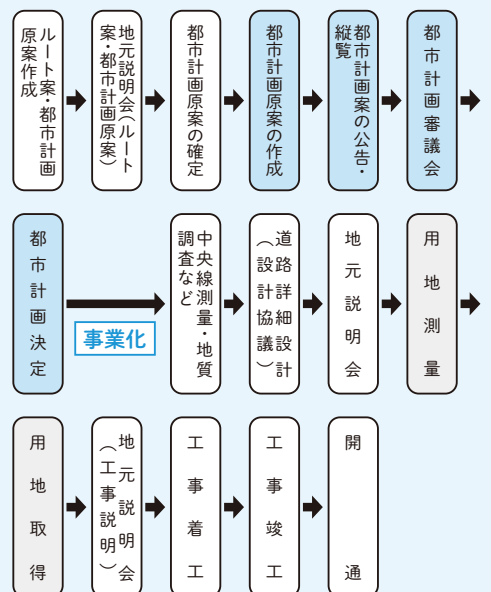 ルート案・都市計画
原案作成
地元説明会(ルート
案・都市計画原案)
都市計画原案の確定
都市計画原案の作成
都市計画案の公告・
縦覧
都市計画審議会
都市計画決定
事業化
中央線測量・地質
調査など
道路詳細設計
(設計協議)
地元説明会
用地測量
用地取得
地元説明会
(工事説明)
工事着工
工事竣工
開通